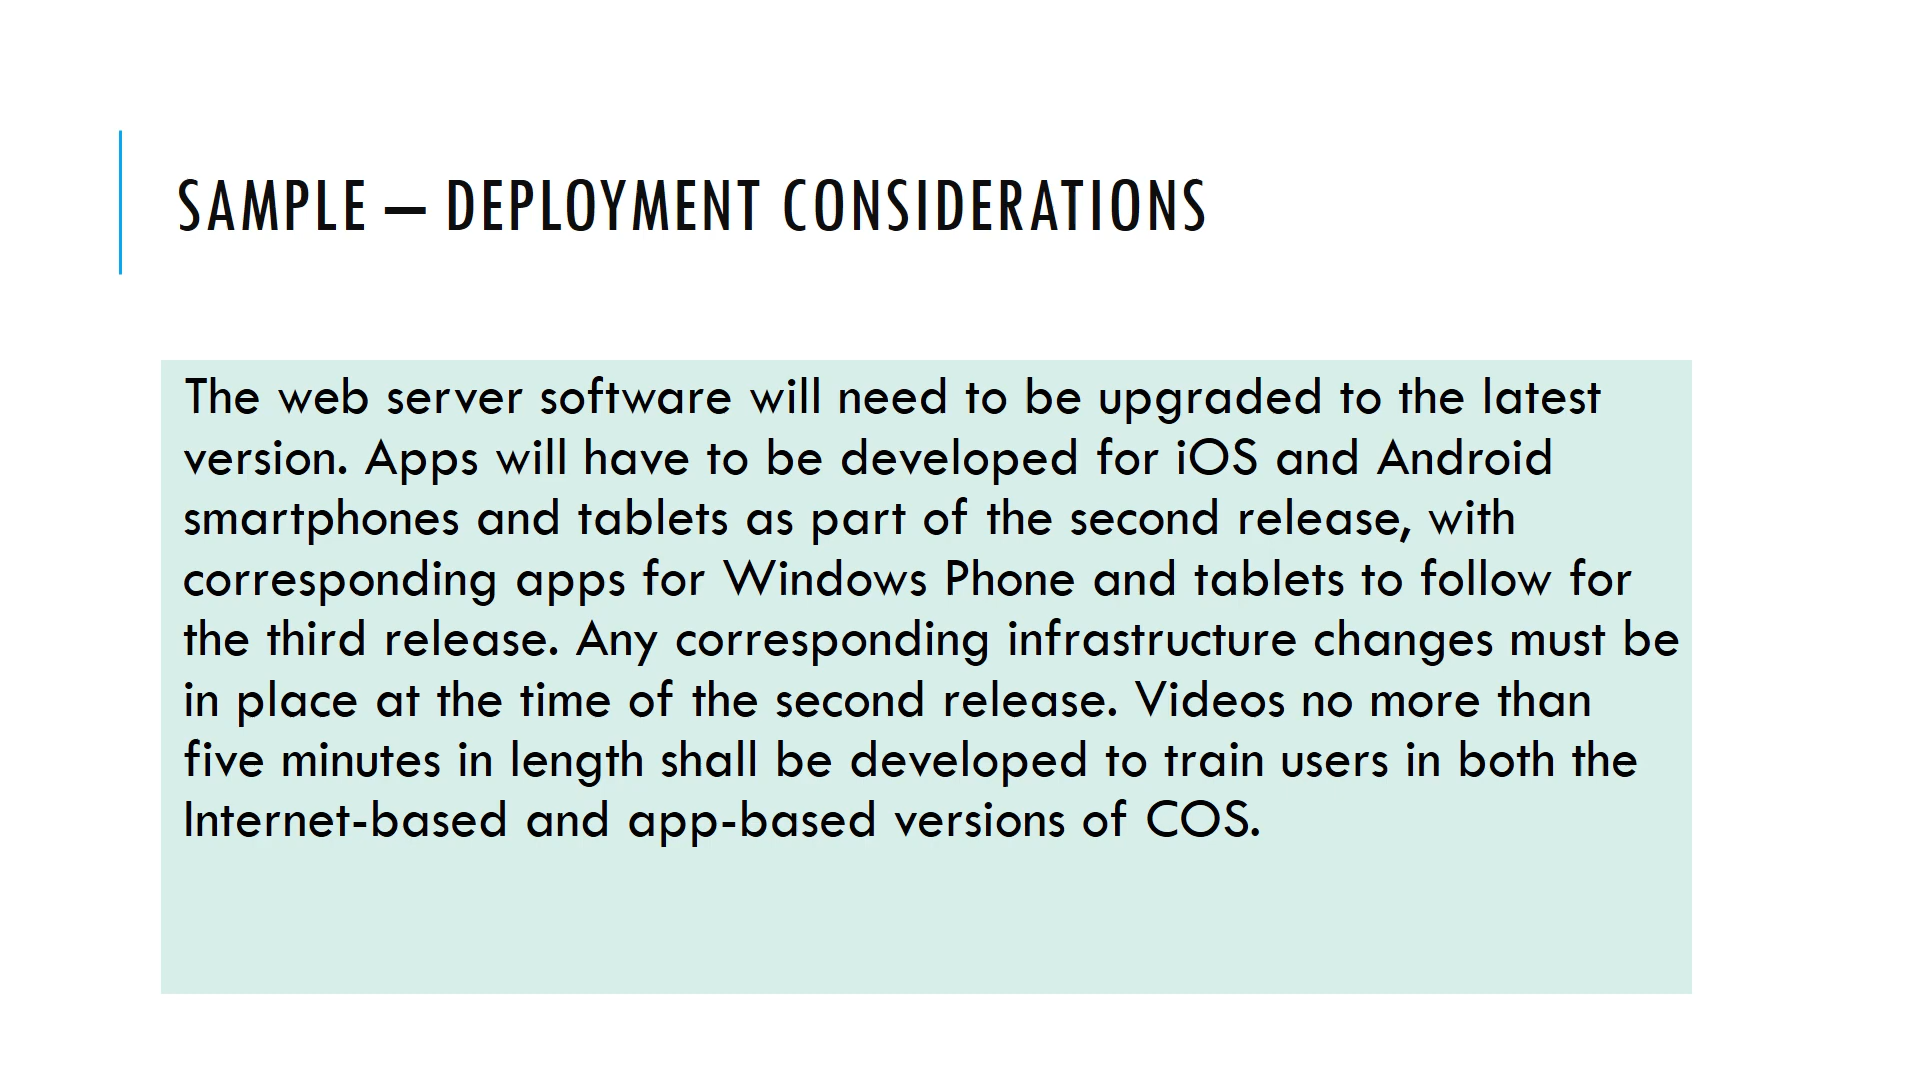 SAMPLE — DEPLOYMENT CONSIDERATIONS
The web server software will need to be upgraded to the latest
version. Apps will have to be developed for iOS and Android
smartphones and tablets as part of the second release, with
corresponding apps for Windows Phone and tablets to follow for
the third release. Any corresponding infrastructure changes must be
in place at the time of the second release. Videos no more than
five minutes in length shall be developed to train users in both the
Internet-based and app-based versions of COS.